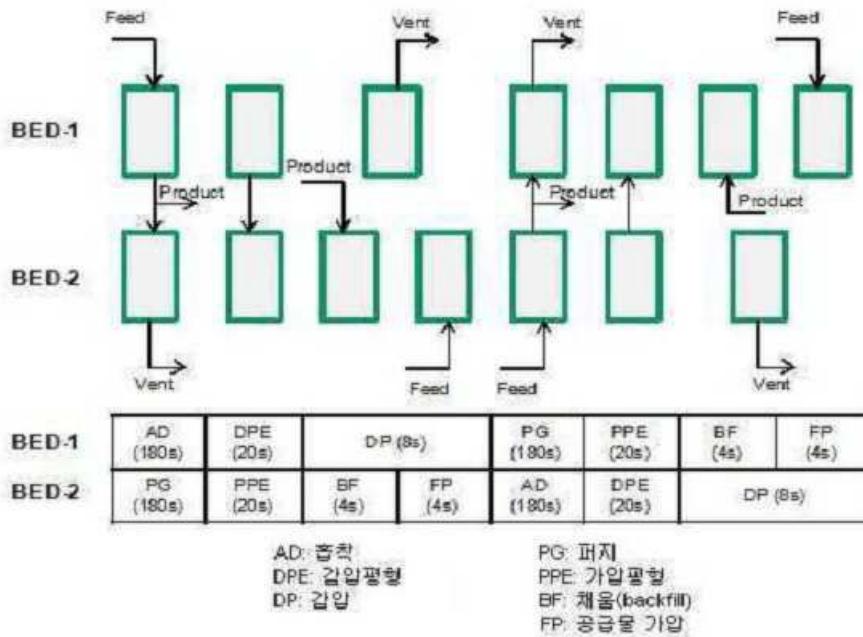 Feed Vent Vent Feed
BED-1
Product Product Product
BED-2
Vent Feed Feed Vent
BED-1 AD (180s) DPE (20s) DP (8s) PG (180s) PPE (20s) BF (4s) FP (4s)
BED-2 PG (180s) PPE (20s) BF (4s) FP (4s) AD (180s) DPE (20s) DP (8s)
AD: 흡착 PG: 퍼지
DPE: 감압평형 PPE: 가압평형
DP: 감압 BF: 채움(backfill)
FP: 공급물 가압